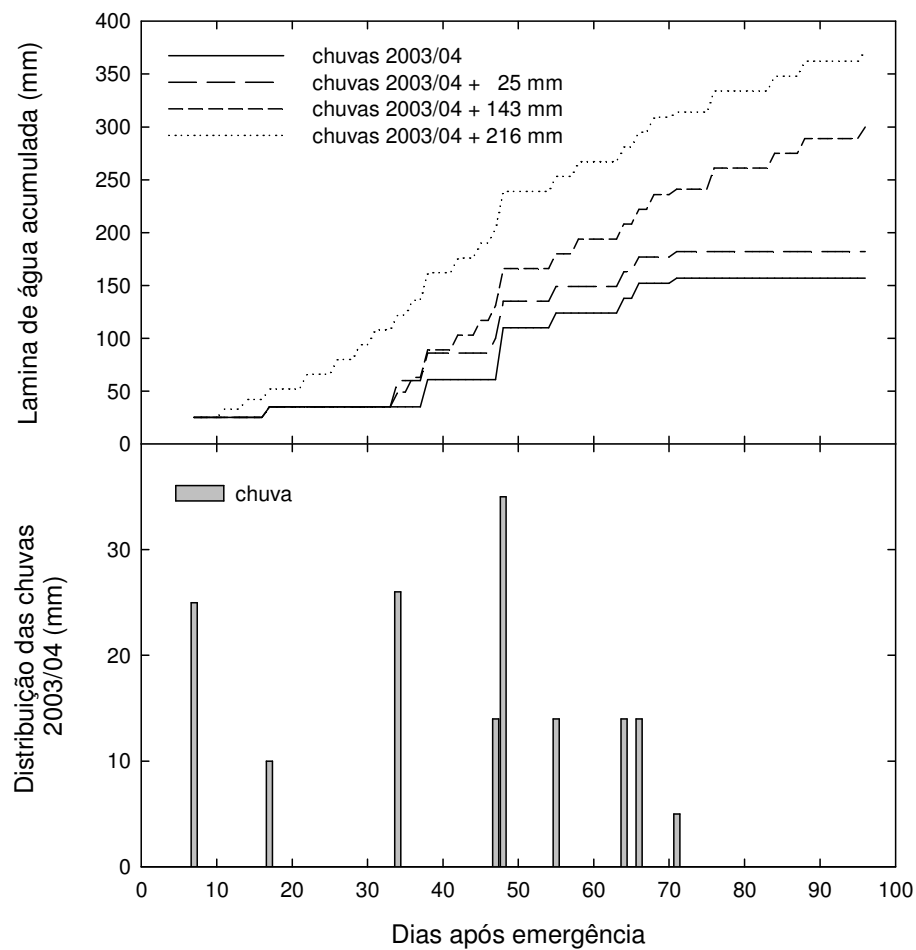 400
350
300
250
200
150
100
50
0
Lamina de água acumulada (mm)
chuvas 2003/04
chuvas 2003/04 + 25 mm
chuvas 2003/04 + 143 mm
chuvas 2003/04 + 216 mm
chuva
30
20
10
0
Distribuição das chuvas
2003/04 (mm)
0 10 20 30 40 50 60 70 80 90 100
Dias após emergência